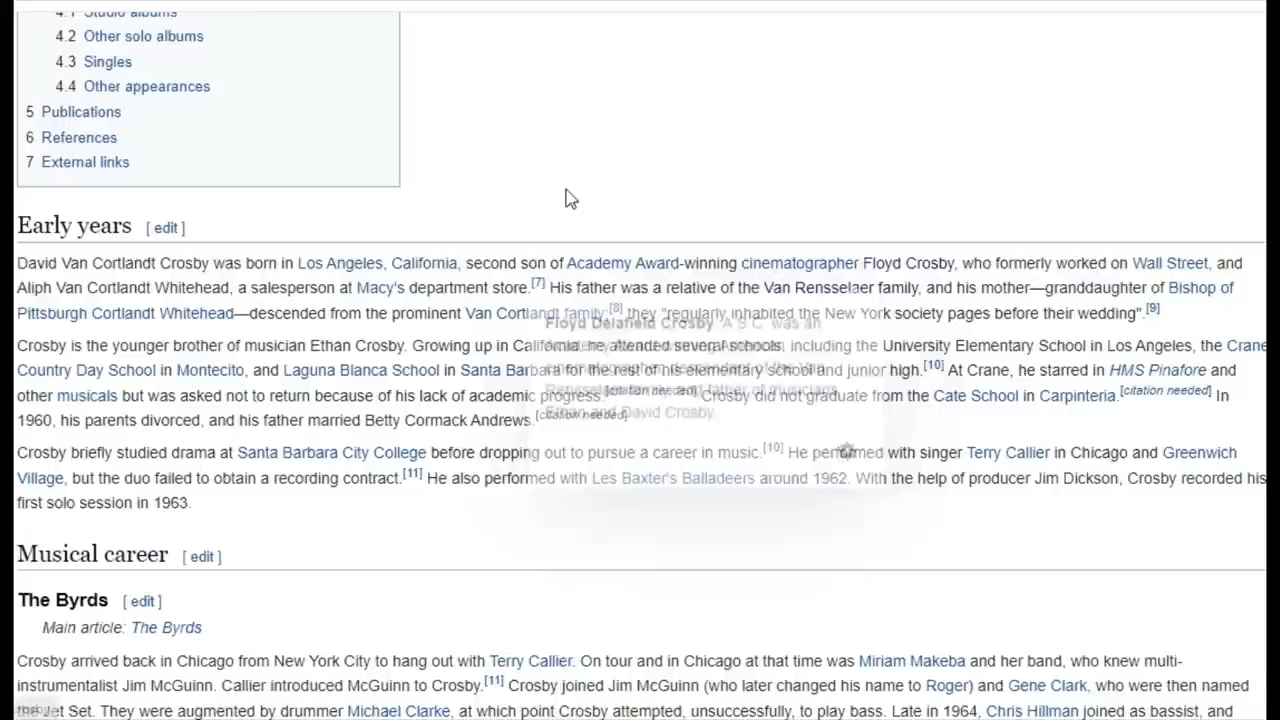 4.1 Studio albums
4.2 Other solo albums
4.3 Singles
4.4 Other appearances
5 Publications
6 References
7 External links
Early years [ edit ]
David Van Cortlandt Crosby was born in Los Angeles, California, second son of Academy Award-winning cinematographer Floyd Crosby, who formerly worked on Wall Street, and
Aliph Van Cortlandt Whitehead, a salesperson at Macy's department store.[7] His father was a relative of the Van Rensselaer family, and his mother—granddaughter of Bishop of
Pittsburgh Cortlandt Whitehead—descended from the prominent Van Cortlandt family;[8] they "regularly inhabited the New York society pages before their wedding".[9]
Floyd Delafield Crosby A S C was an
Crosby is the younger brother of musician Ethan Crosby. Growing up in California, he attended several schools, including the University Elementary School in Los Angeles, the Crane
Country Day School in Montecito, and Laguna Blanca School in Santa Barbara for the rest of his elementary school and junior high.[10] At Crane, he starred in HMS Pinafore and
other musicals but was asked not to return because of his lack of academic progress.[citation needed] Crosby did not graduate from the Cate School in Carpinteria.[citation needed] In
father of musicians
1960, his parents divorced, and his father married Betty Cormack Andrews.[citation needed]
Ethan and David Crosby.
Crosby briefly studied drama at Santa Barbara City College before dropping out to pursue a career in music.[10] He performed with singer Terry Callier in Chicago and Greenwich
Village, but the duo failed to obtain a recording contract.[11] He also performed with Les Baxter's Balladeers around 1962. With the help of producer Jim Dickson, Crosby recorded his
first solo session in 1963.
Musical career [ edit ]
The Byrds [ edit ]
Main article: The Byrds
Crosby arrived back in Chicago from New York City to hang out with Terry Callier. On tour and in Chicago at that time was Miriam Makeba and her band, who knew multi-
instrumentalist Jim McGuinn. Callier introduced McGuinn to Crosby.[11] Crosby joined Jim McGuinn (who later changed his name to Roger) and Gene Clark, who were then named
the Jet Set. They were augmented by drummer Michael Clarke, at which point Crosby attempted, unsuccessfully, to play bass. Late in 1964, Chris Hillman joined as bassist, and